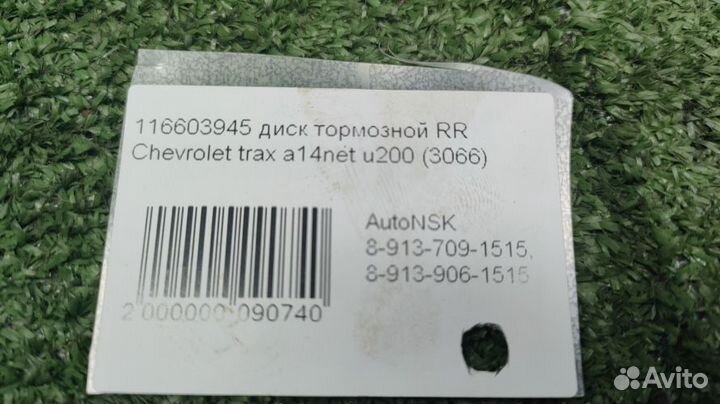 116603945 диск тормозной RR
Chevrolet trax a14net u200 (3066)
AutoNSK
8-913-709-1515,
8-913-906-1515
2 000000 090740
Avito